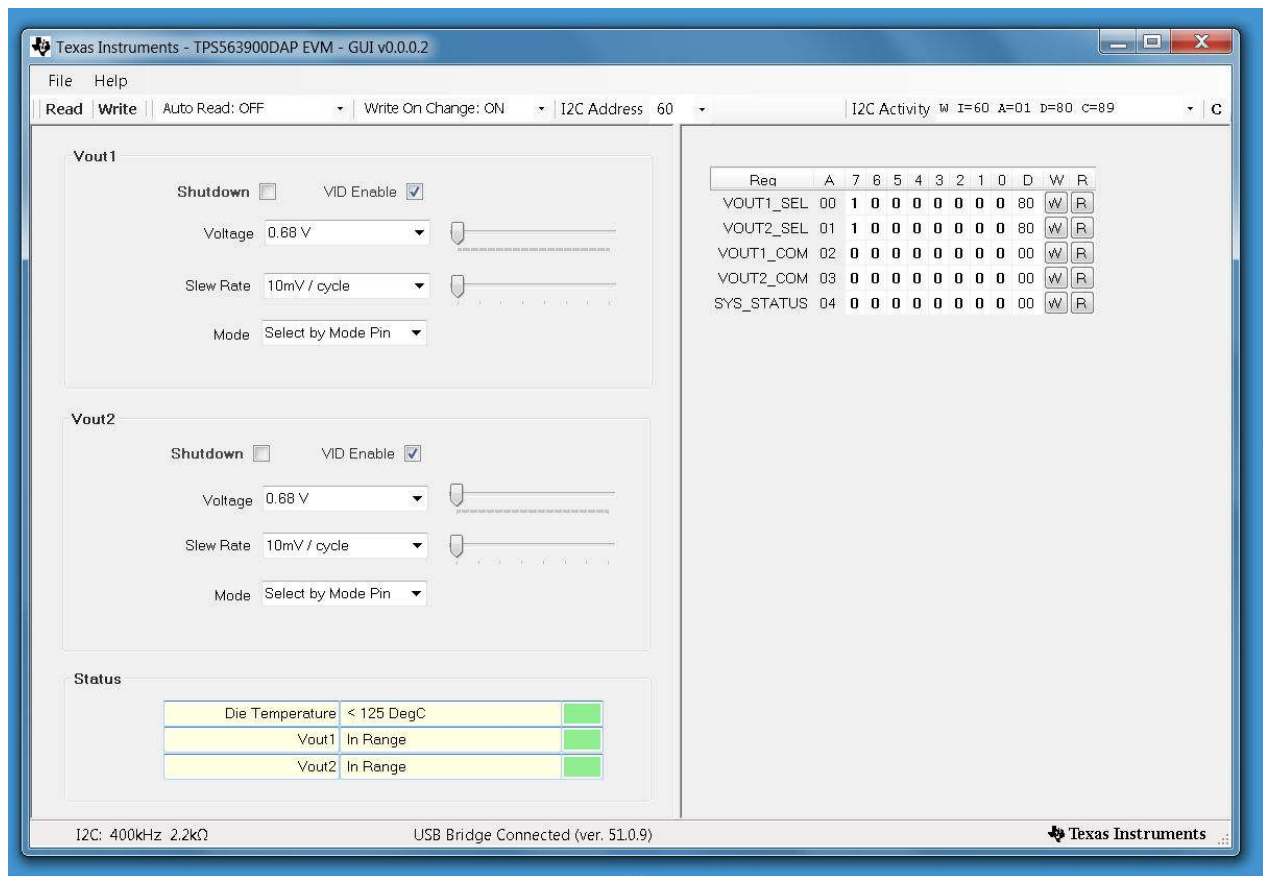 Texas Instruments - TPS563900DAP EVM - GUI v0.0.0.2
File Help
Read Write Auto Read: OFF Write On Change: ON I2C Address 60 I2C Activity W I=60 A=01 D=80 C=89 C
Vout1
Shutdown VID Enable
Voltage 0.68 V
Slew Rate 10mV / cycle
Mode Select by Mode Pin
Vout2
Shutdown VID Enable
Voltage 0.68 V
Slew Rate 10mV / cycle
Mode Select by Mode Pin
Status
Die Temperature < 125 DegC
Vout1 In Range
Vout2 In Range
Reg A 7 6 5 4 3 2 1 0 D W R
VOUT1_SEL 00 1 0 0 0 0 0 0 0 80 W R
VOUT2_SEL 01 1 0 0 0 0 0 0 0 80 W R
VOUT1_COM 02 0 0 0 0 0 0 0 0 00 W R
VOUT2_COM 03 0 0 0 0 0 0 0 0 00 W R
SYS_STATUS 04 0 0 0 0 0 0 0 0 00 W R
I2C: 400kHz 2.2kΩ USB Bridge Connected (ver. 51.0.9) Texas Instruments